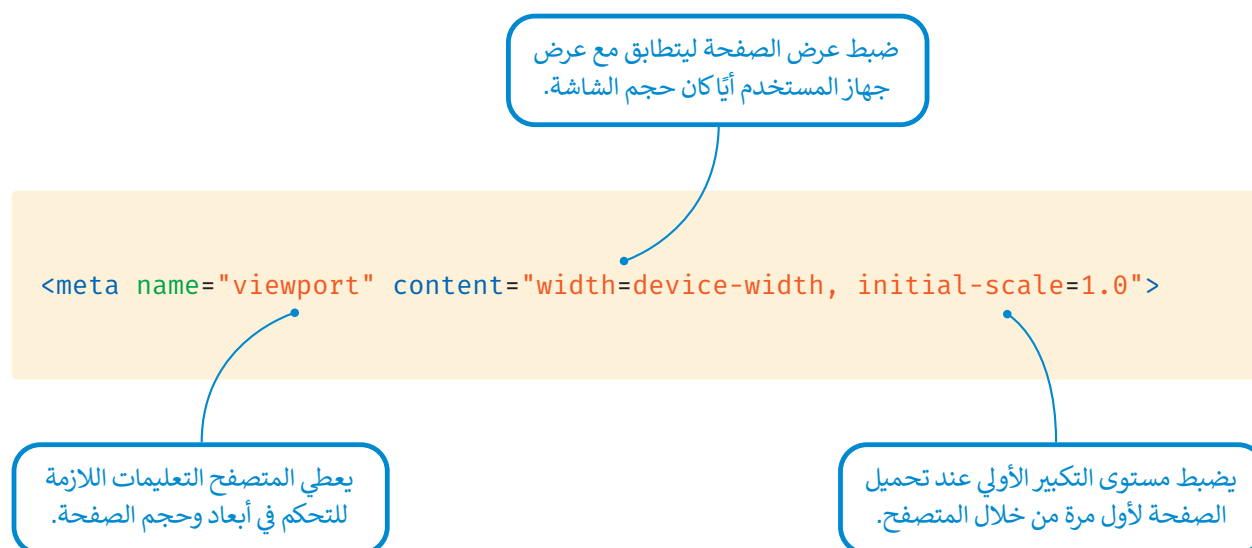 ضبط عرض الصفحة ليتطابق مع عرض
جهاز المستخدم أيًا كان حجم الشاشة.
<meta name="viewport" content="width=device-width, initial-scale=1.0">
يضبط مستوى التكبير الأولي عند تحميل
الصفحة لأول مرة من خلال المتصفح.
يعطي المتصفح التعليمات اللازمة
للتحكم في أبعاد وحجم الصفحة.